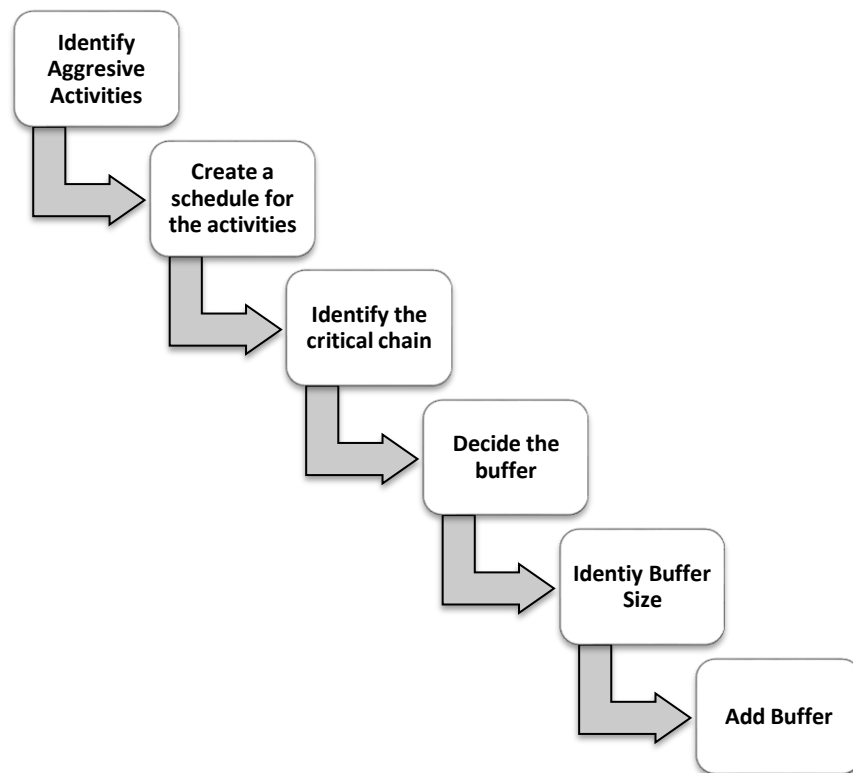 Identify
Aggresive
Activities
Create a
schedule for
the activities
Identify the
critical chain
Decide the
buffer
Identiy Buffer
Size
Add Buffer